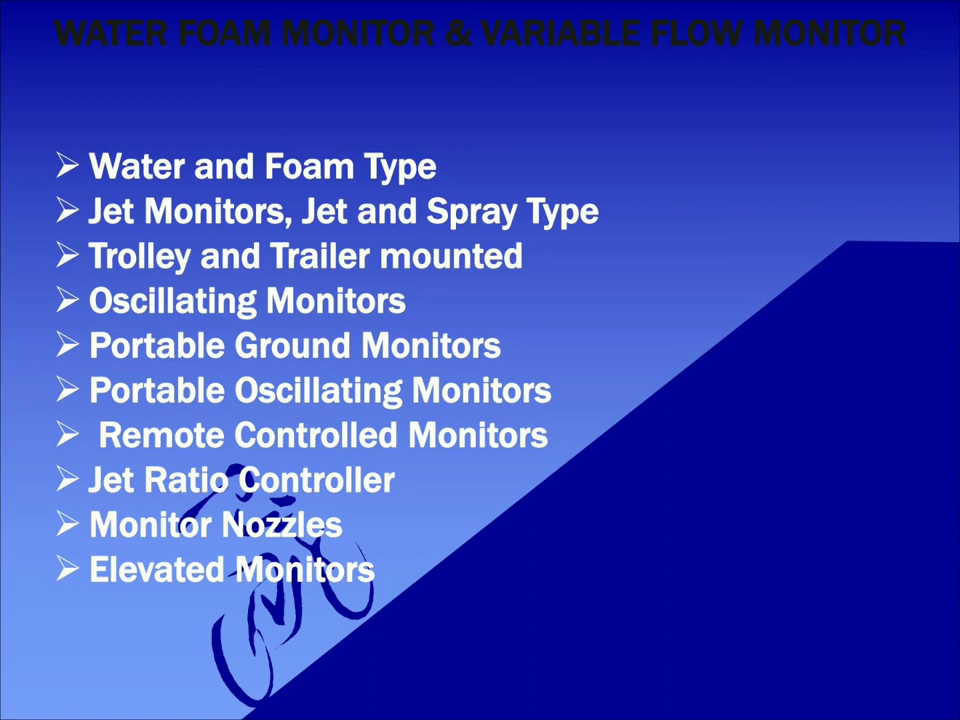 WATER FOAM MONITOR & VARIABLE FLOW MONITOR
➢ Water and Foam Type
➢ Jet Monitors, Jet and Spray Type
➢ Trolley and Trailer mounted
➢ Oscillating Monitors
➢ Portable Ground Monitors
➢ Portable Oscillating Monitors
➢ Remote Controlled Monitors
➢ Jet Ratio Controller
➢ Monitor Nozzles
➢ Elevated Monitors